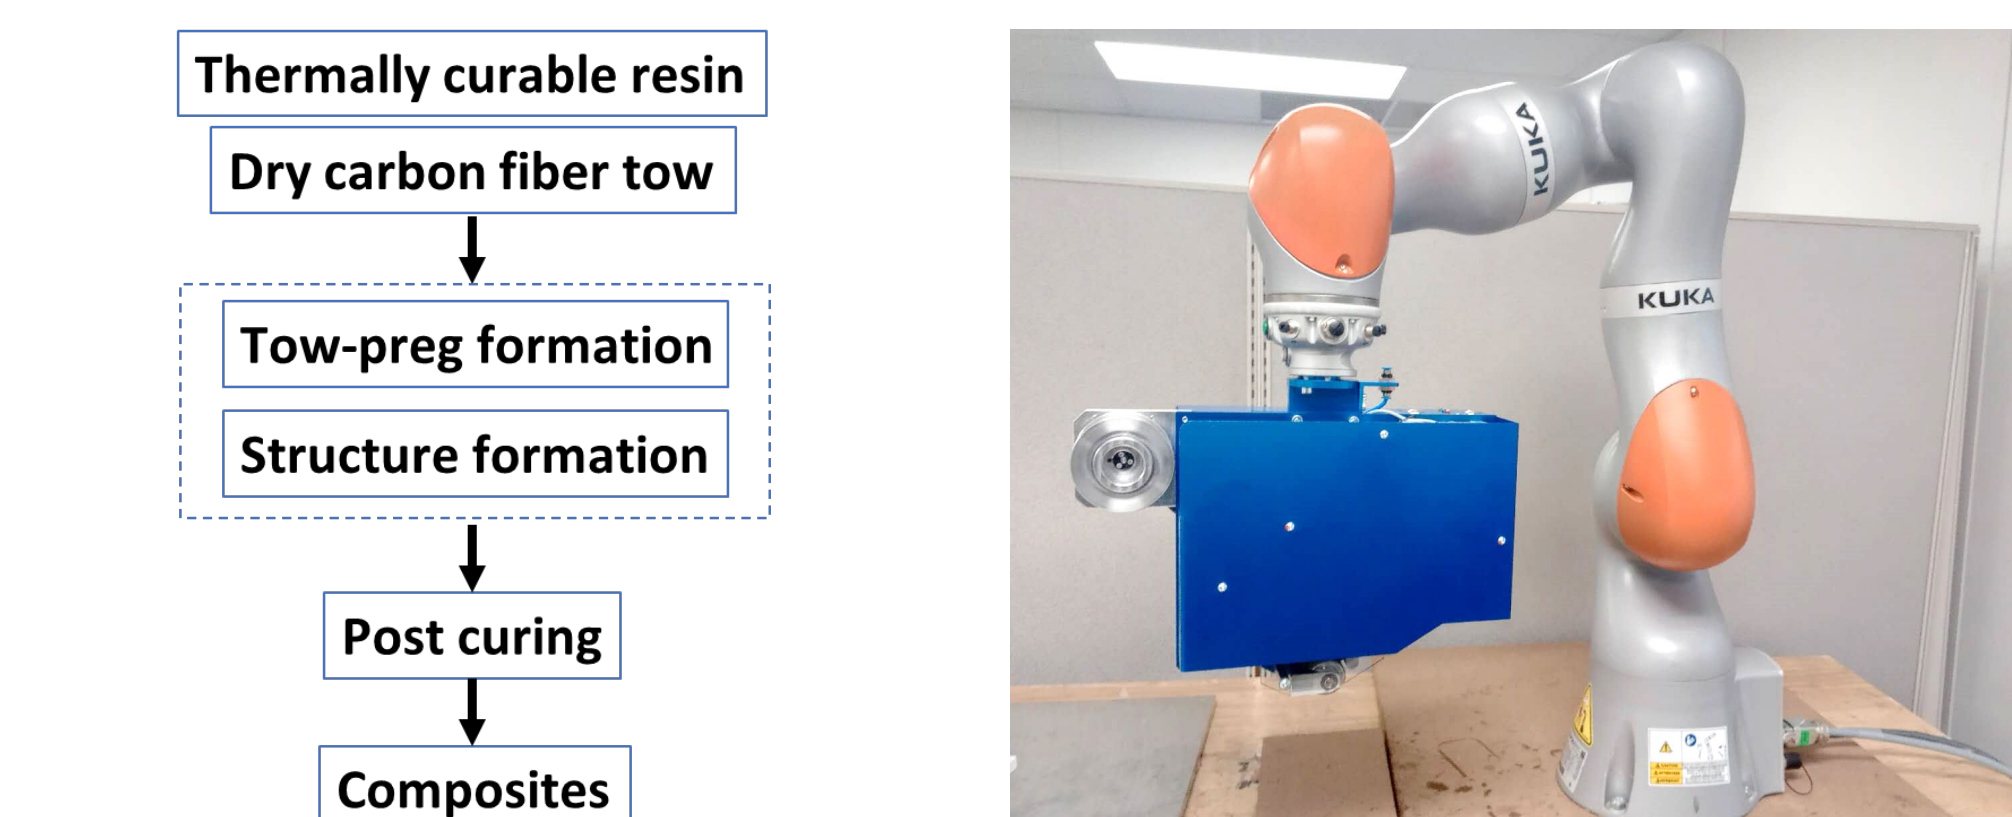 Thermally curable resin
Dry carbon fiber tow
Tow-preg formation
Structure formation
Post curing
Composites
KUKA
KUKA